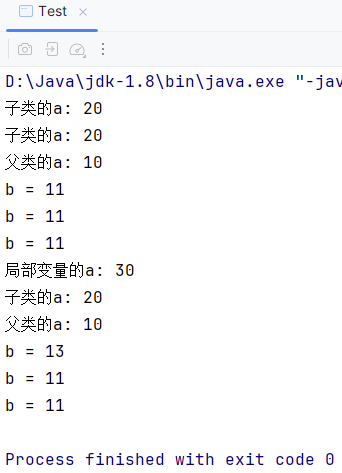 Test
D:\Java\jdk-1.8\bin\java.exe "-jav
子类的a: 20
子类的a: 20
父类的a: 10
b = 11
b = 11
b = 11
局部变量的a: 30
子类的a: 20
父类的a: 10
b = 13
b = 11
b = 11
Process finished with exit code 0